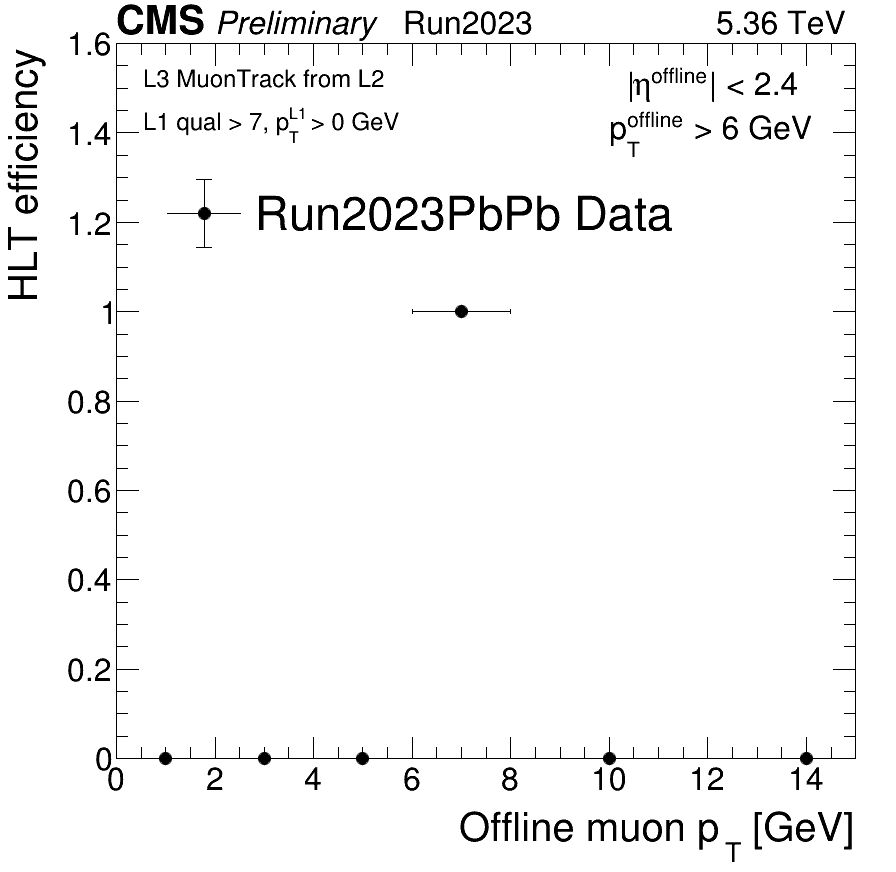 CMS Preliminary Run2023 5.36 TeV
L3 MuonTrack from L2
|η^offline| < 2.4
L1 qual > 7, p_T^L1 > 0 GeV
p_T^offline > 6 GeV
Run2023PbPb Data
HLT efficiency
1.6
1.4
1.2
1
0.8
0.6
0.4
0.2
0
0 2 4 6 8 10 12 14
Offline muon p_T [GeV]